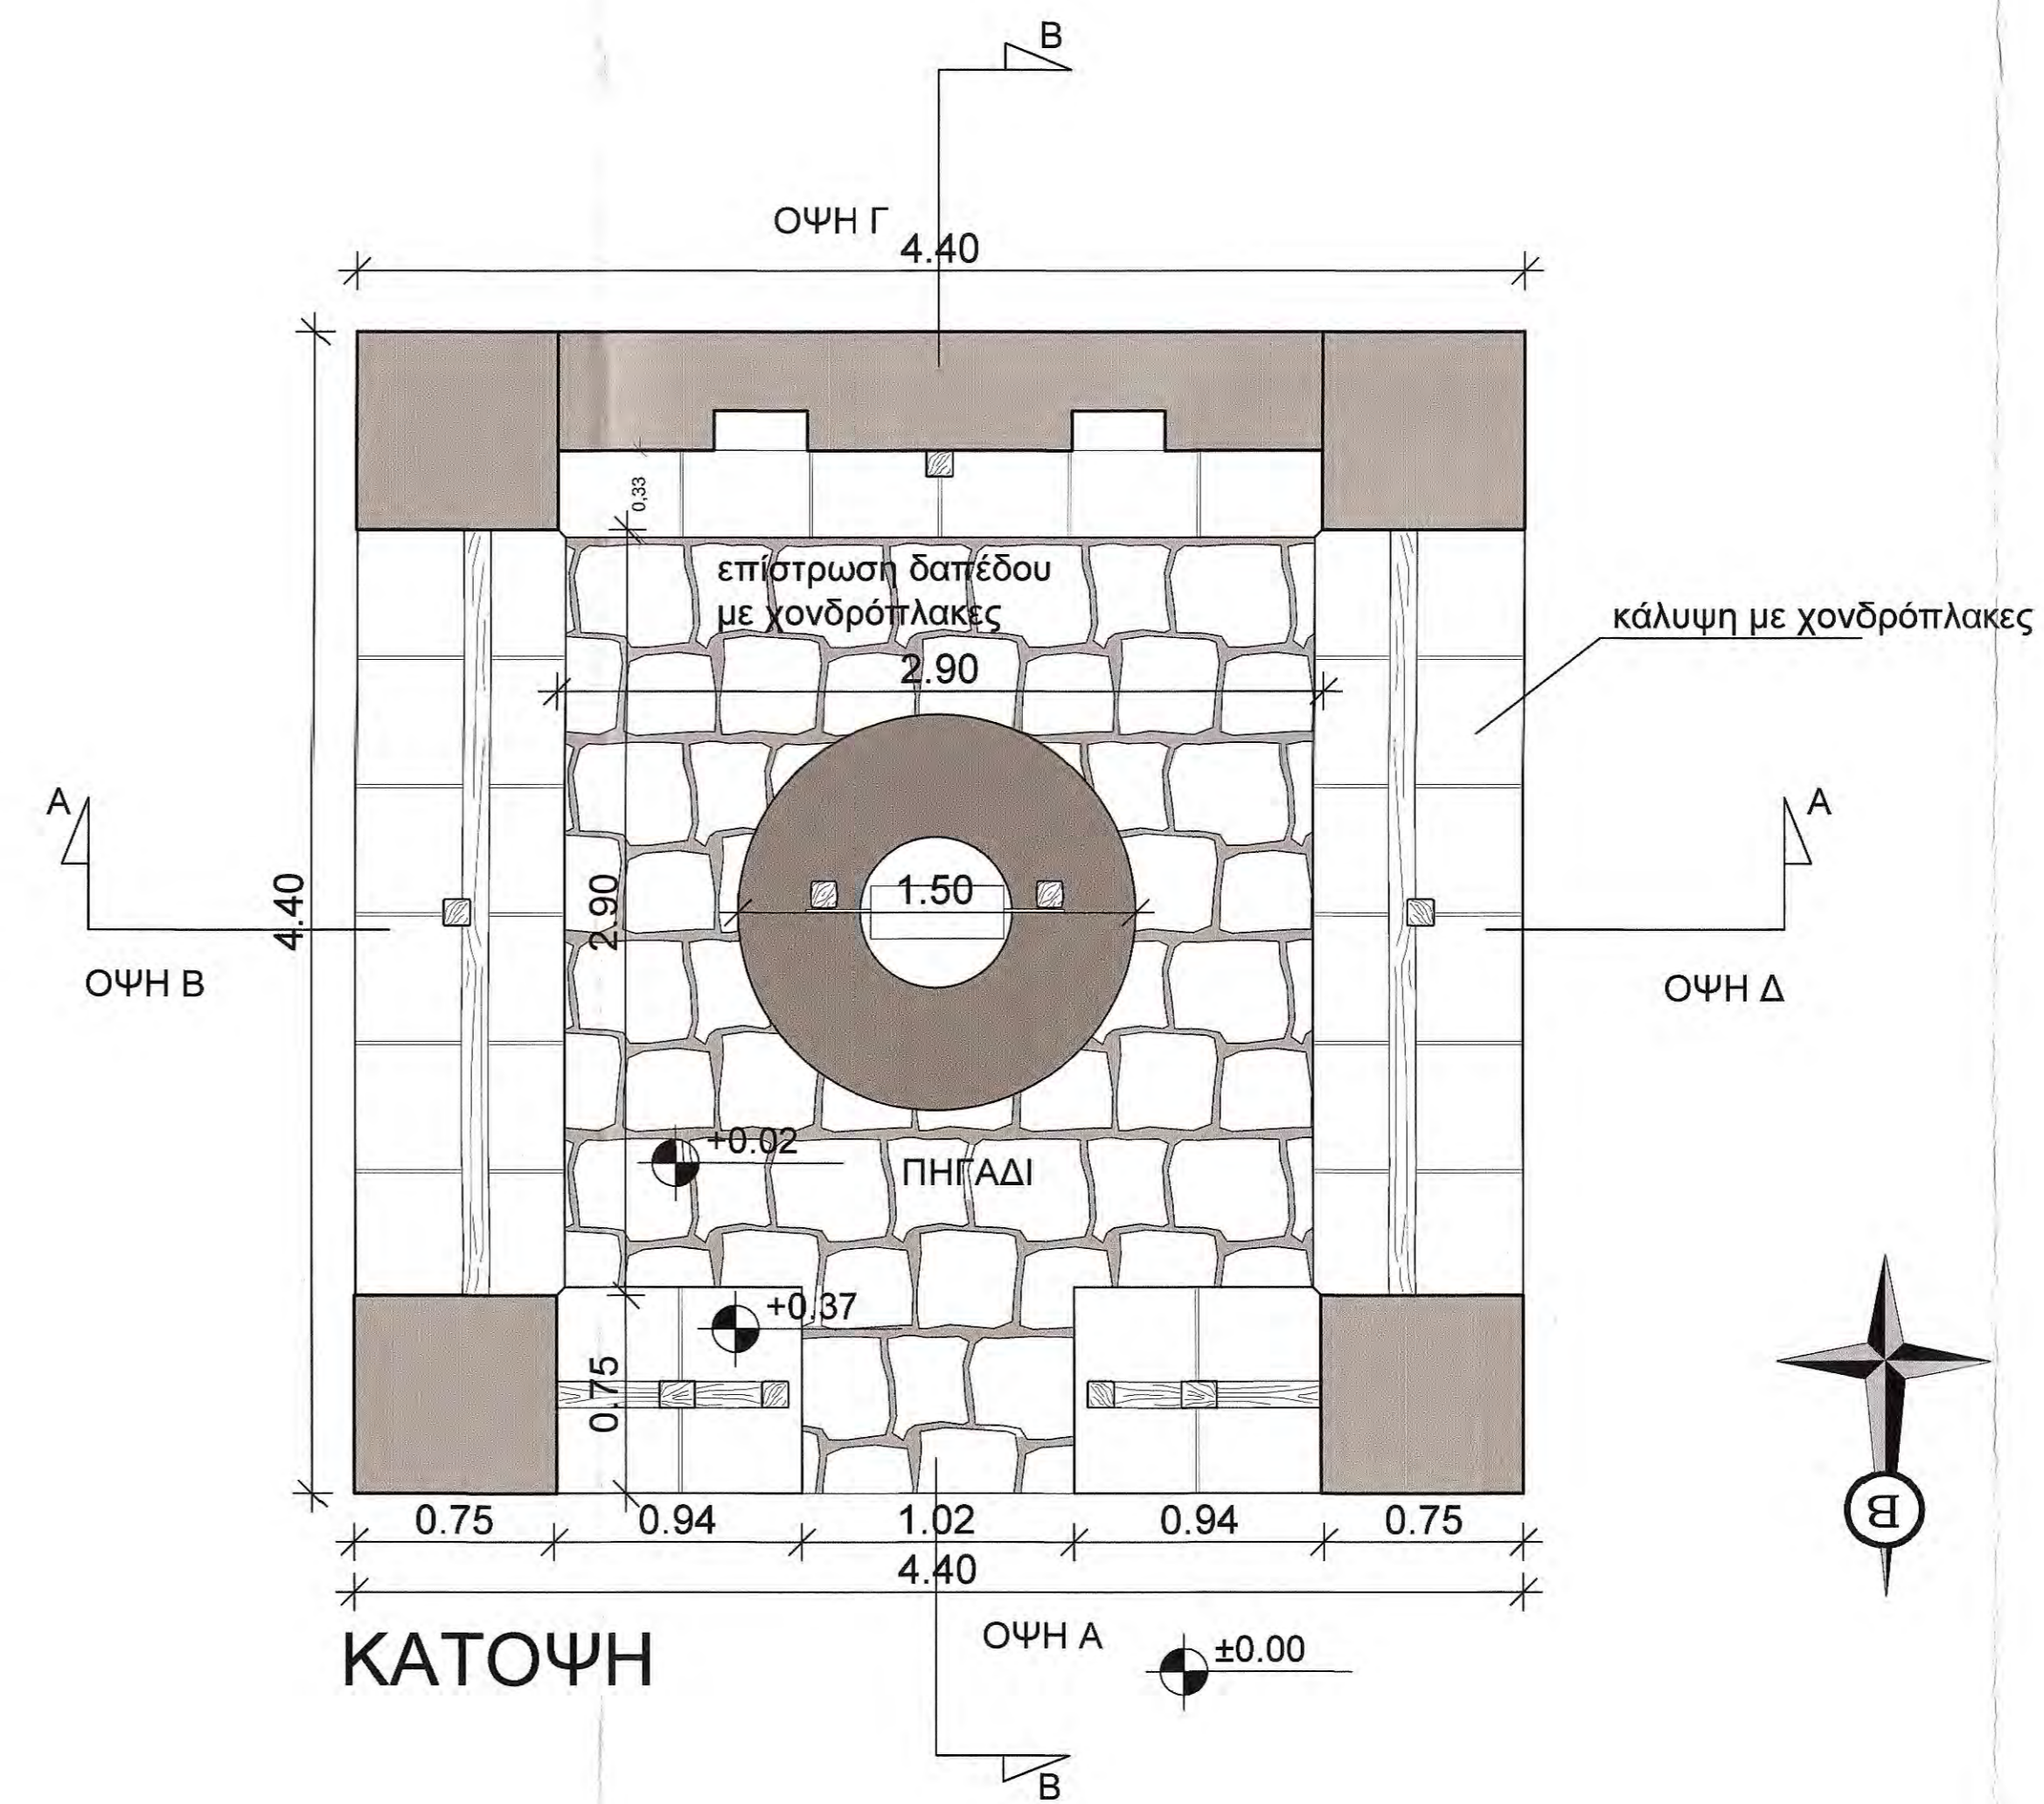 B
ΟΨΗ Γ
4.40
0,33
επίστρωση δαπέδου
με χονδρόπλακες
κάλυψη με χονδρόπλακες
2.90
A
A
1.50
4.40
2.90
ΟΨΗ Β
ΟΨΗ Δ
+0.02
ΠΗΓΑΔΙ
+0.37
0.75
B
0.75
0.94
1.02
0.94
0.75
4.40
ΟΨΗ Α
ΚΑΤΟΨΗ
±0.00
B